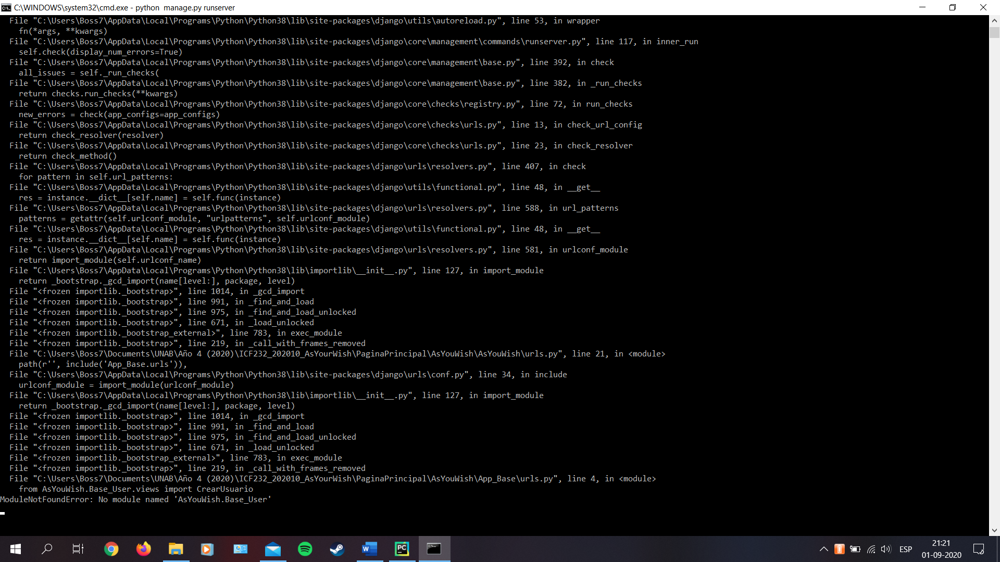 C:\WINDOWS\system32\cmd.exe - python  manage.py runserver
  File "C:\Users\Boss7\AppData\Local\Programs\Python\Python38\lib\site-packages\django\utils\autoreload.py", line 53, in wrapper
    fn(*args, **kwargs)
  File "C:\Users\Boss7\AppData\Local\Programs\Python\Python38\lib\site-packages\django\core\management\commands\runserver.py", line 117, in inner_run
    self.check(display_num_errors=True)
  File "C:\Users\Boss7\AppData\Local\Programs\Python\Python38\lib\site-packages\django\core\management\base.py", line 392, in check
    all_issues = self._run_checks(
  File "C:\Users\Boss7\AppData\Local\Programs\Python\Python38\lib\site-packages\django\core\management\base.py", line 382, in _run_checks
    return checks.run_checks(**kwargs)
  File "C:\Users\Boss7\AppData\Local\Programs\Python\Python38\lib\site-packages\django\core\checks\registry.py", line 72, in run_checks
    new_errors = check(app_configs=app_configs)
  File "C:\Users\Boss7\AppData\Local\Programs\Python\Python38\lib\site-packages\django\core\checks\urls.py", line 13, in check_url_config
    return check_resolver(resolver)
  File "C:\Users\Boss7\AppData\Local\Programs\Python\Python38\lib\site-packages\django\core\checks\urls.py", line 23, in check_resolver
    return check_method()
  File "C:\Users\Boss7\AppData\Local\Programs\Python\Python38\lib\site-packages\django\urls\resolvers.py", line 407, in check
    for pattern in self.url_patterns:
  File "C:\Users\Boss7\AppData\Local\Programs\Python\Python38\lib\site-packages\django\utils\functional.py", line 48, in __get__
    res = instance.__dict__[self.name] = self.func(instance)
  File "C:\Users\Boss7\AppData\Local\Programs\Python\Python38\lib\site-packages\django\urls\resolvers.py", line 588, in url_patterns
    patterns = getattr(self.urlconf_module, "urlpatterns", self.urlconf_module)
  File "C:\Users\Boss7\AppData\Local\Programs\Python\Python38\lib\site-packages\django\utils\functional.py", line 48, in __get__
    res = instance.__dict__[self.name] = self.func(instance)
  File "C:\Users\Boss7\AppData\Local\Programs\Python\Python38\lib\site-packages\django\urls\resolvers.py", line 581, in urlconf_module
    return import_module(self.urlconf_name)
  File "C:\Users\Boss7\AppData\Local\Programs\Python\Python38\lib\importlib\__init__.py", line 127, in import_module
    return _bootstrap._gcd_import(name[level:], package, level)
  File "<frozen importlib._bootstrap>", line 1014, in _gcd_import
  File "<frozen importlib._bootstrap>", line 991, in _find_and_load
  File "<frozen importlib._bootstrap>", line 975, in _find_and_load_unlocked
  File "<frozen importlib._bootstrap>", line 671, in _load_unlocked
  File "<frozen importlib._bootstrap_external>", line 783, in exec_module
  File "<frozen importlib._bootstrap>", line 219, in _call_with_frames_removed
  File "C:\Users\Boss7\Documents\UNAB\Año 4 (2020)\ICF232_202010_AsYourWish\PaginaPrincipal\AsYouWish\AsYouWish\urls.py", line 21, in <module>
    path(r'', include('App_Base.urls')),
  File "C:\Users\Boss7\AppData\Local\Programs\Python\Python38\lib\site-packages\django\urls\conf.py", line 34, in include
    urlconf_module = import_module(urlconf_module)
  File "C:\Users\Boss7\AppData\Local\Programs\Python\Python38\lib\importlib\__init__.py", line 127, in import_module
    return _bootstrap._gcd_import(name[level:], package, level)
  File "<frozen importlib._bootstrap>", line 1014, in _gcd_import
  File "<frozen importlib._bootstrap>", line 991, in _find_and_load
  File "<frozen importlib._bootstrap>", line 975, in _find_and_load_unlocked
  File "<frozen importlib._bootstrap>", line 671, in _load_unlocked
  File "<frozen importlib._bootstrap_external>", line 783, in exec_module
  File "<frozen importlib._bootstrap>", line 219, in _call_with_frames_removed
  File "C:\Users\Boss7\Documents\UNAB\Año 4 (2020)\ICF232_202010_AsYourWish\PaginaPrincipal\AsYouWish\App_Base\urls.py", line 4, in <module>
    from AsYouWish.Base_User.views import CrearUsuario
ModuleNotFoundError: No module named 'AsYouWish.Base_User'
ESP
21:21
01-09-2020